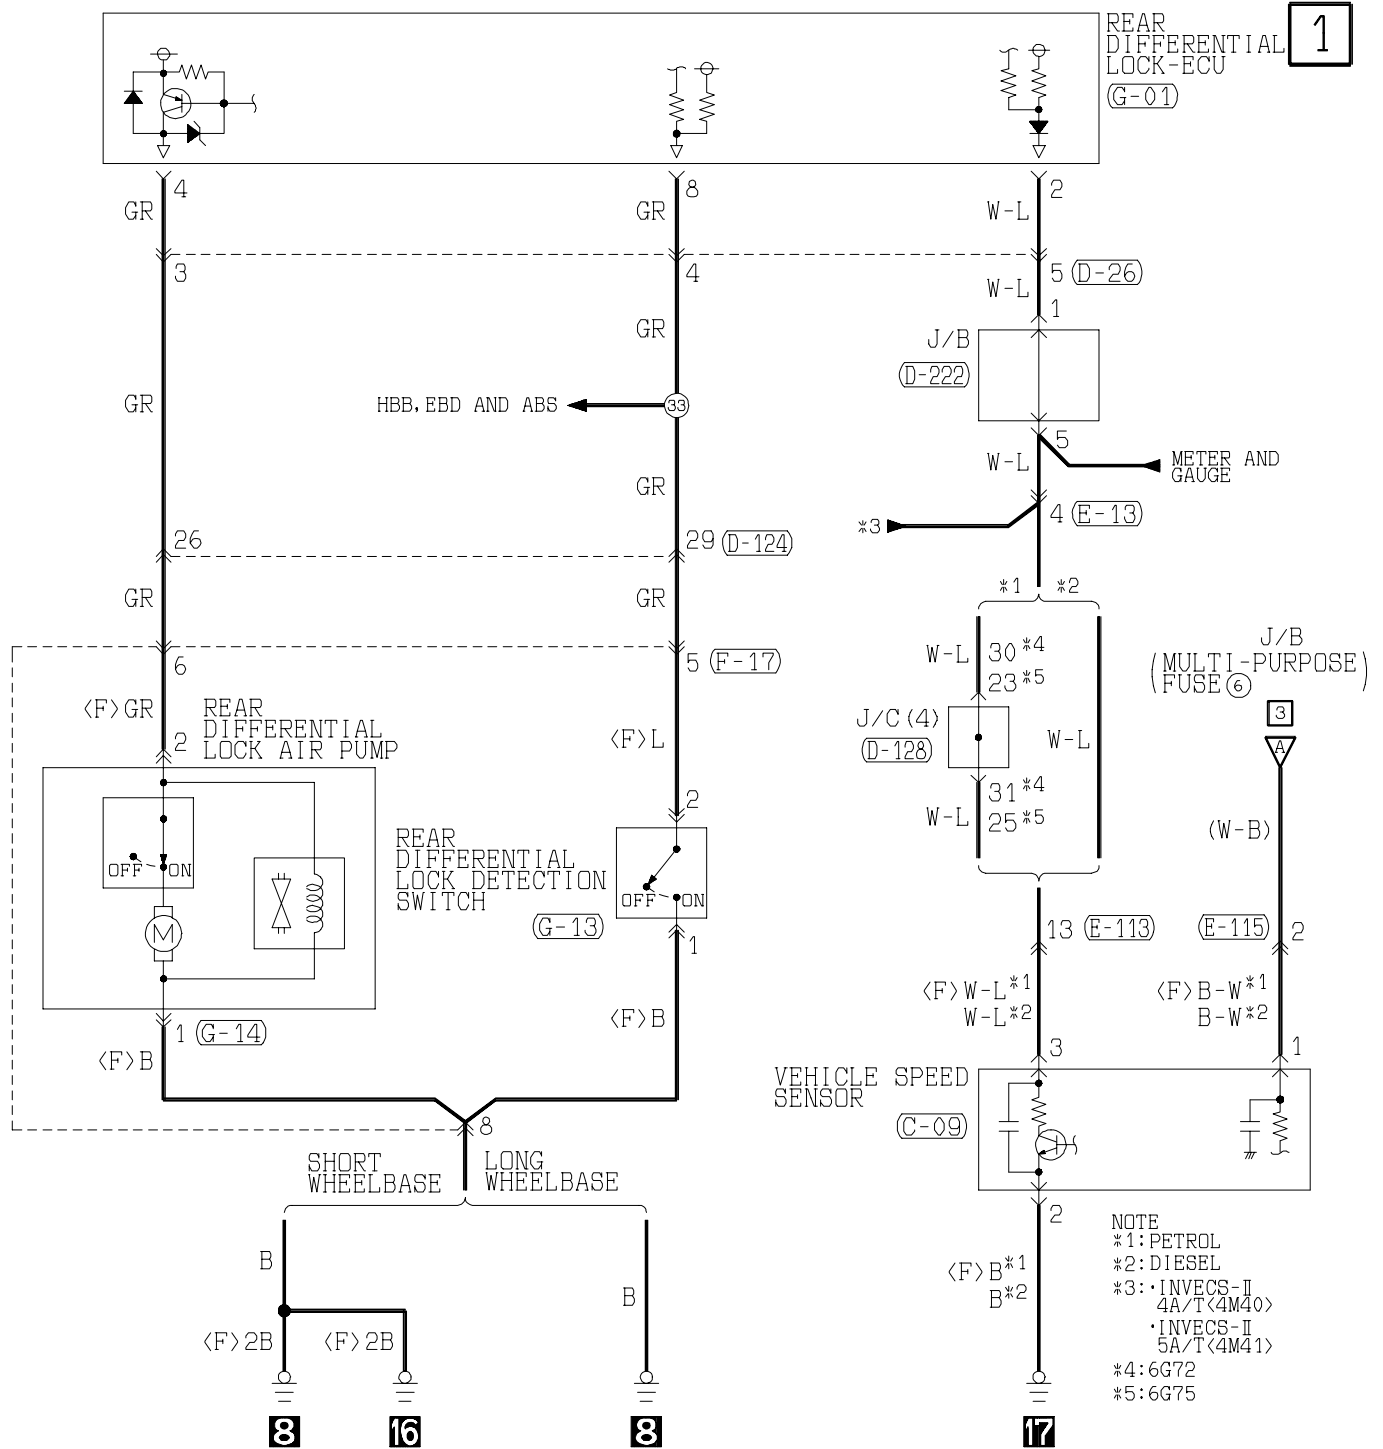 REAR
DIFFERENTIAL
LOCK-ECU
(G-01)
1
4
8
2
GR
GR
W-L
3
4
5 (D-26)
W-L
1
GR
J/B
(D-222)
GR
HBB, EBD AND ABS
33
5
W-L
METER AND
GAUGE
GR
※3
4 (E-13)
26
29 (D-124)
※1 ※2
GR
GR
6
5 (F-17)
W-L
30※4
23※5
J/B
(MULTI-PURPOSE)
FUSE ⑥
3
A
<F>GR
2
REAR
DIFFERENTIAL
LOCK AIR PUMP
<F>L
J/C(4)
(D-128)
W-L
2
31※4
25※5
W-L
(W-B)
OFF ON
M
REAR
DIFFERENTIAL
LOCK DETECTION
SWITCH
(G-13)
OFF ON
1
13 (E-113)
(E-115) 2
<F>W-L※1
W-L※2
<F>B-W※1
B-W※2
1 (G-14)
<F>B
<F>B
3
1
VEHICLE SPEED
SENSOR
(C-09)
8
SHORT
WHEELBASE
LONG
WHEELBASE
2
B
B
<F>2B
<F>2B
<F>B※1
B※2
8
16
8
17
NOTE
※1:PETROL
※2:DIESEL
※3:·INVECS-Ⅱ
4A/T<4M40>
·INVECS-Ⅱ
5A/T<4M41>
※4:6G72
※5:6G75